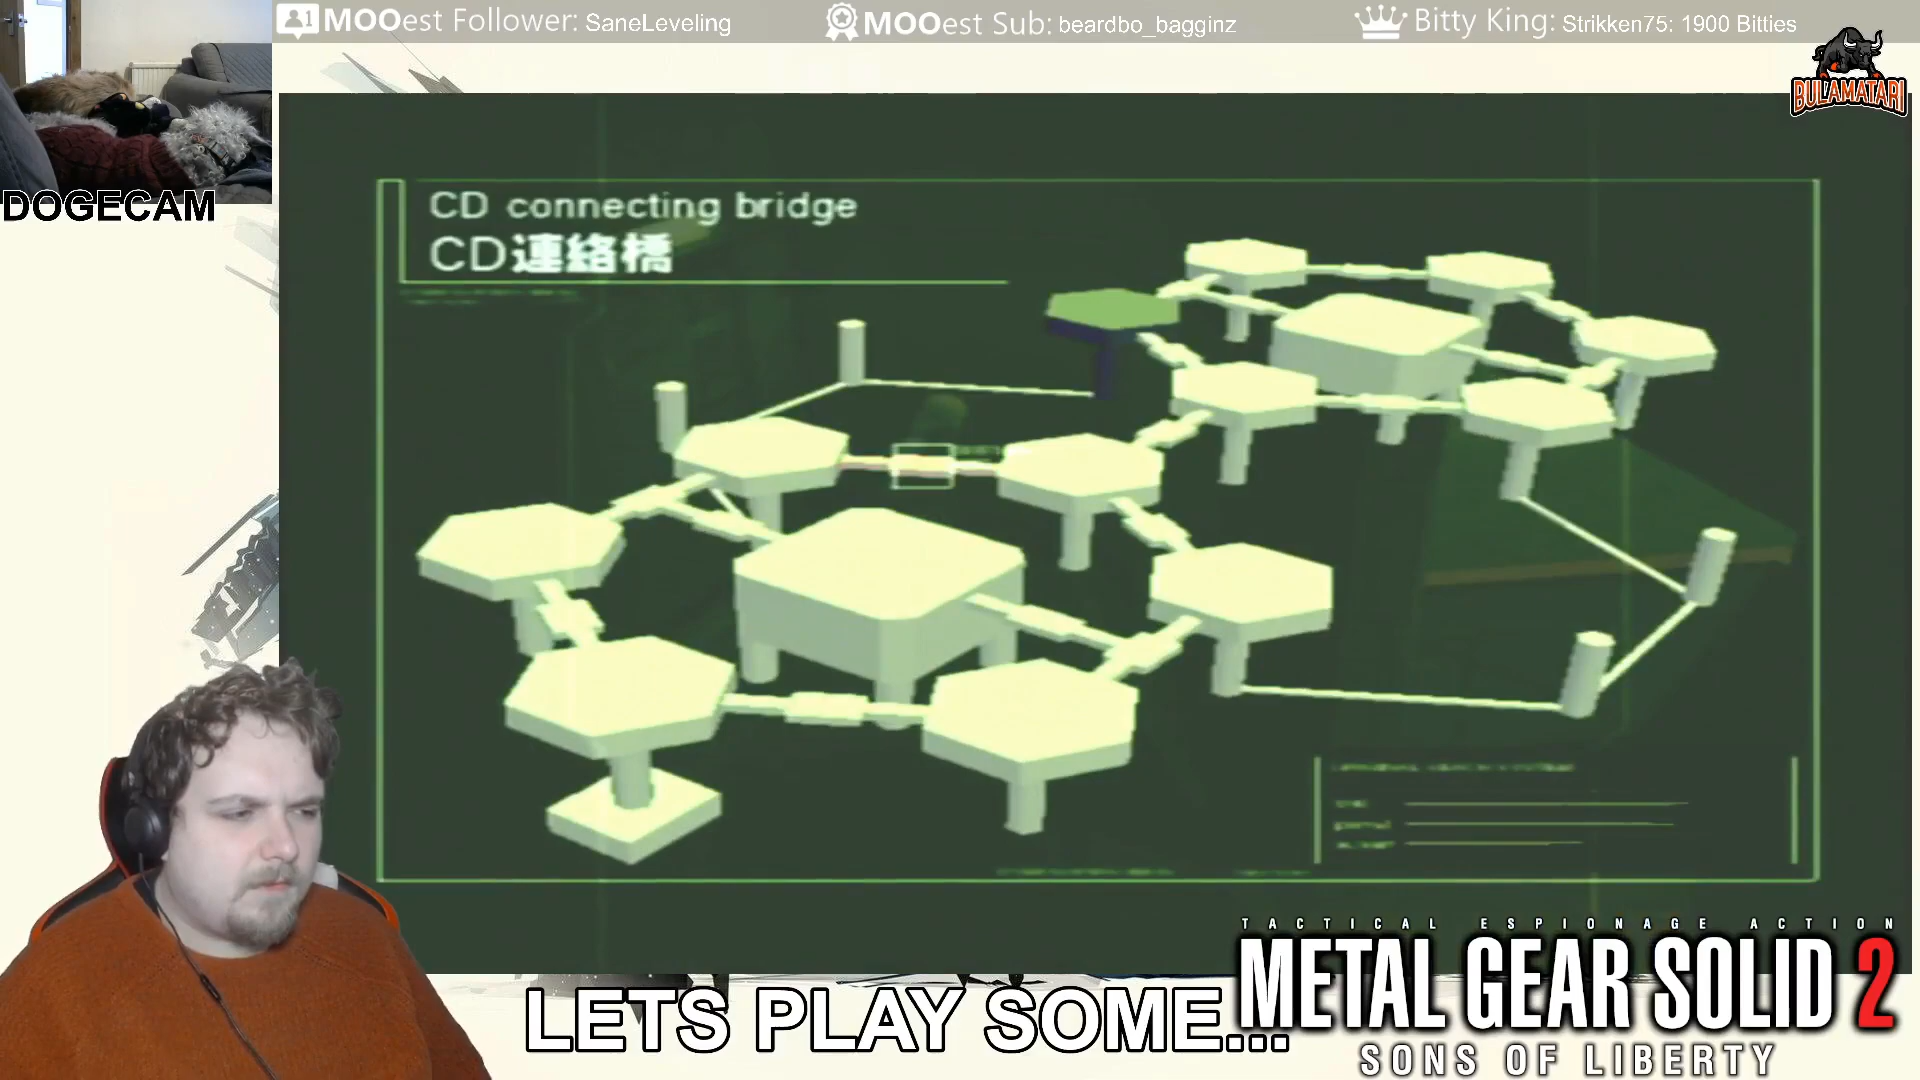 MOOest Follower: SaneLeveling
MOOest Sub: beardbo_bagginz
Bitty King: Strikken75: 1900 Bitties
BULAMATARI
DOGECAM
CD connecting bridge
CD連絡橋
TACTICAL ESPIONAGE ACTION
METAL GEAR SOLID 2
SONS OF LIBERTY
LETS PLAY SOME...